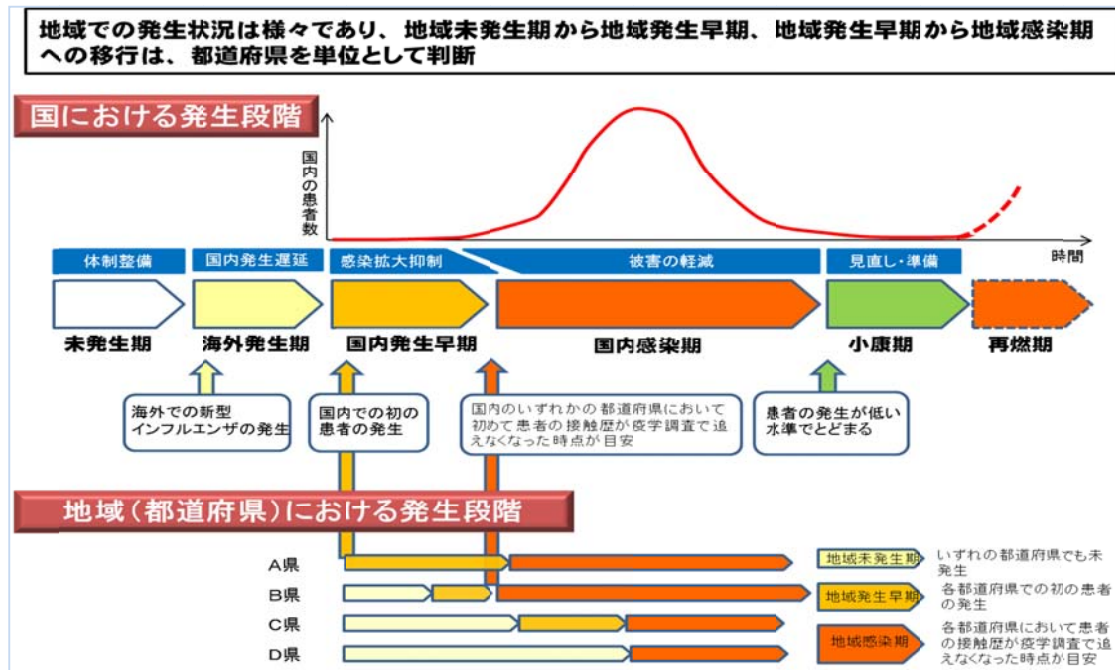 地域での発生状況は様々であり、地域未発生期から地域発生早期、地域発生早期から地域感染期
への移行は、都道府県を単位として判断
国における発生段階
国内の患者数
時間
体制整備
国内発生遅延
感染拡大抑制
被害の軽減
見直し・準備
未発生期
海外発生期
国内発生早期
国内感染期
小康期
再燃期
海外での新型
インフルエンザの発生
国内での初の
患者の発生
国内のいずれかの都道府県において
初めて患者の接触歴が疫学調査で追
えなくなった時点が目安
患者の発生が低い
水準でとどまる
地域(都道府県)における発生段階
A県
B県
C県
D県
地域未発生期
いずれの都道府県でも未
発生
地域発生早期
各都道府県での初の患者
の発生
地域感染期
各都道府県において患者
の接触歴が疫学調査で追
えなくなった時点が目安